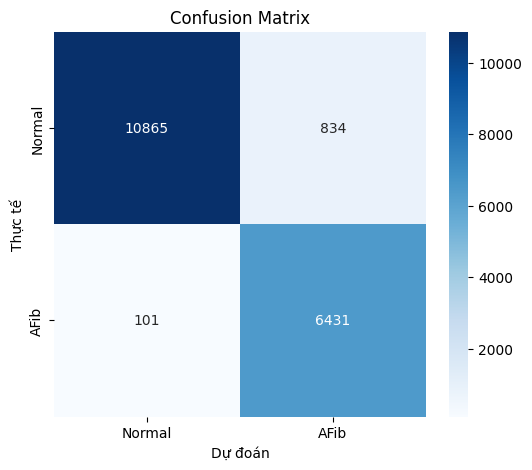 Confusion Matrix
Thực tế
Normal
AFib
10865
834
101
6431
Normal
AFib
Dự đoán
10000
8000
6000
4000
2000